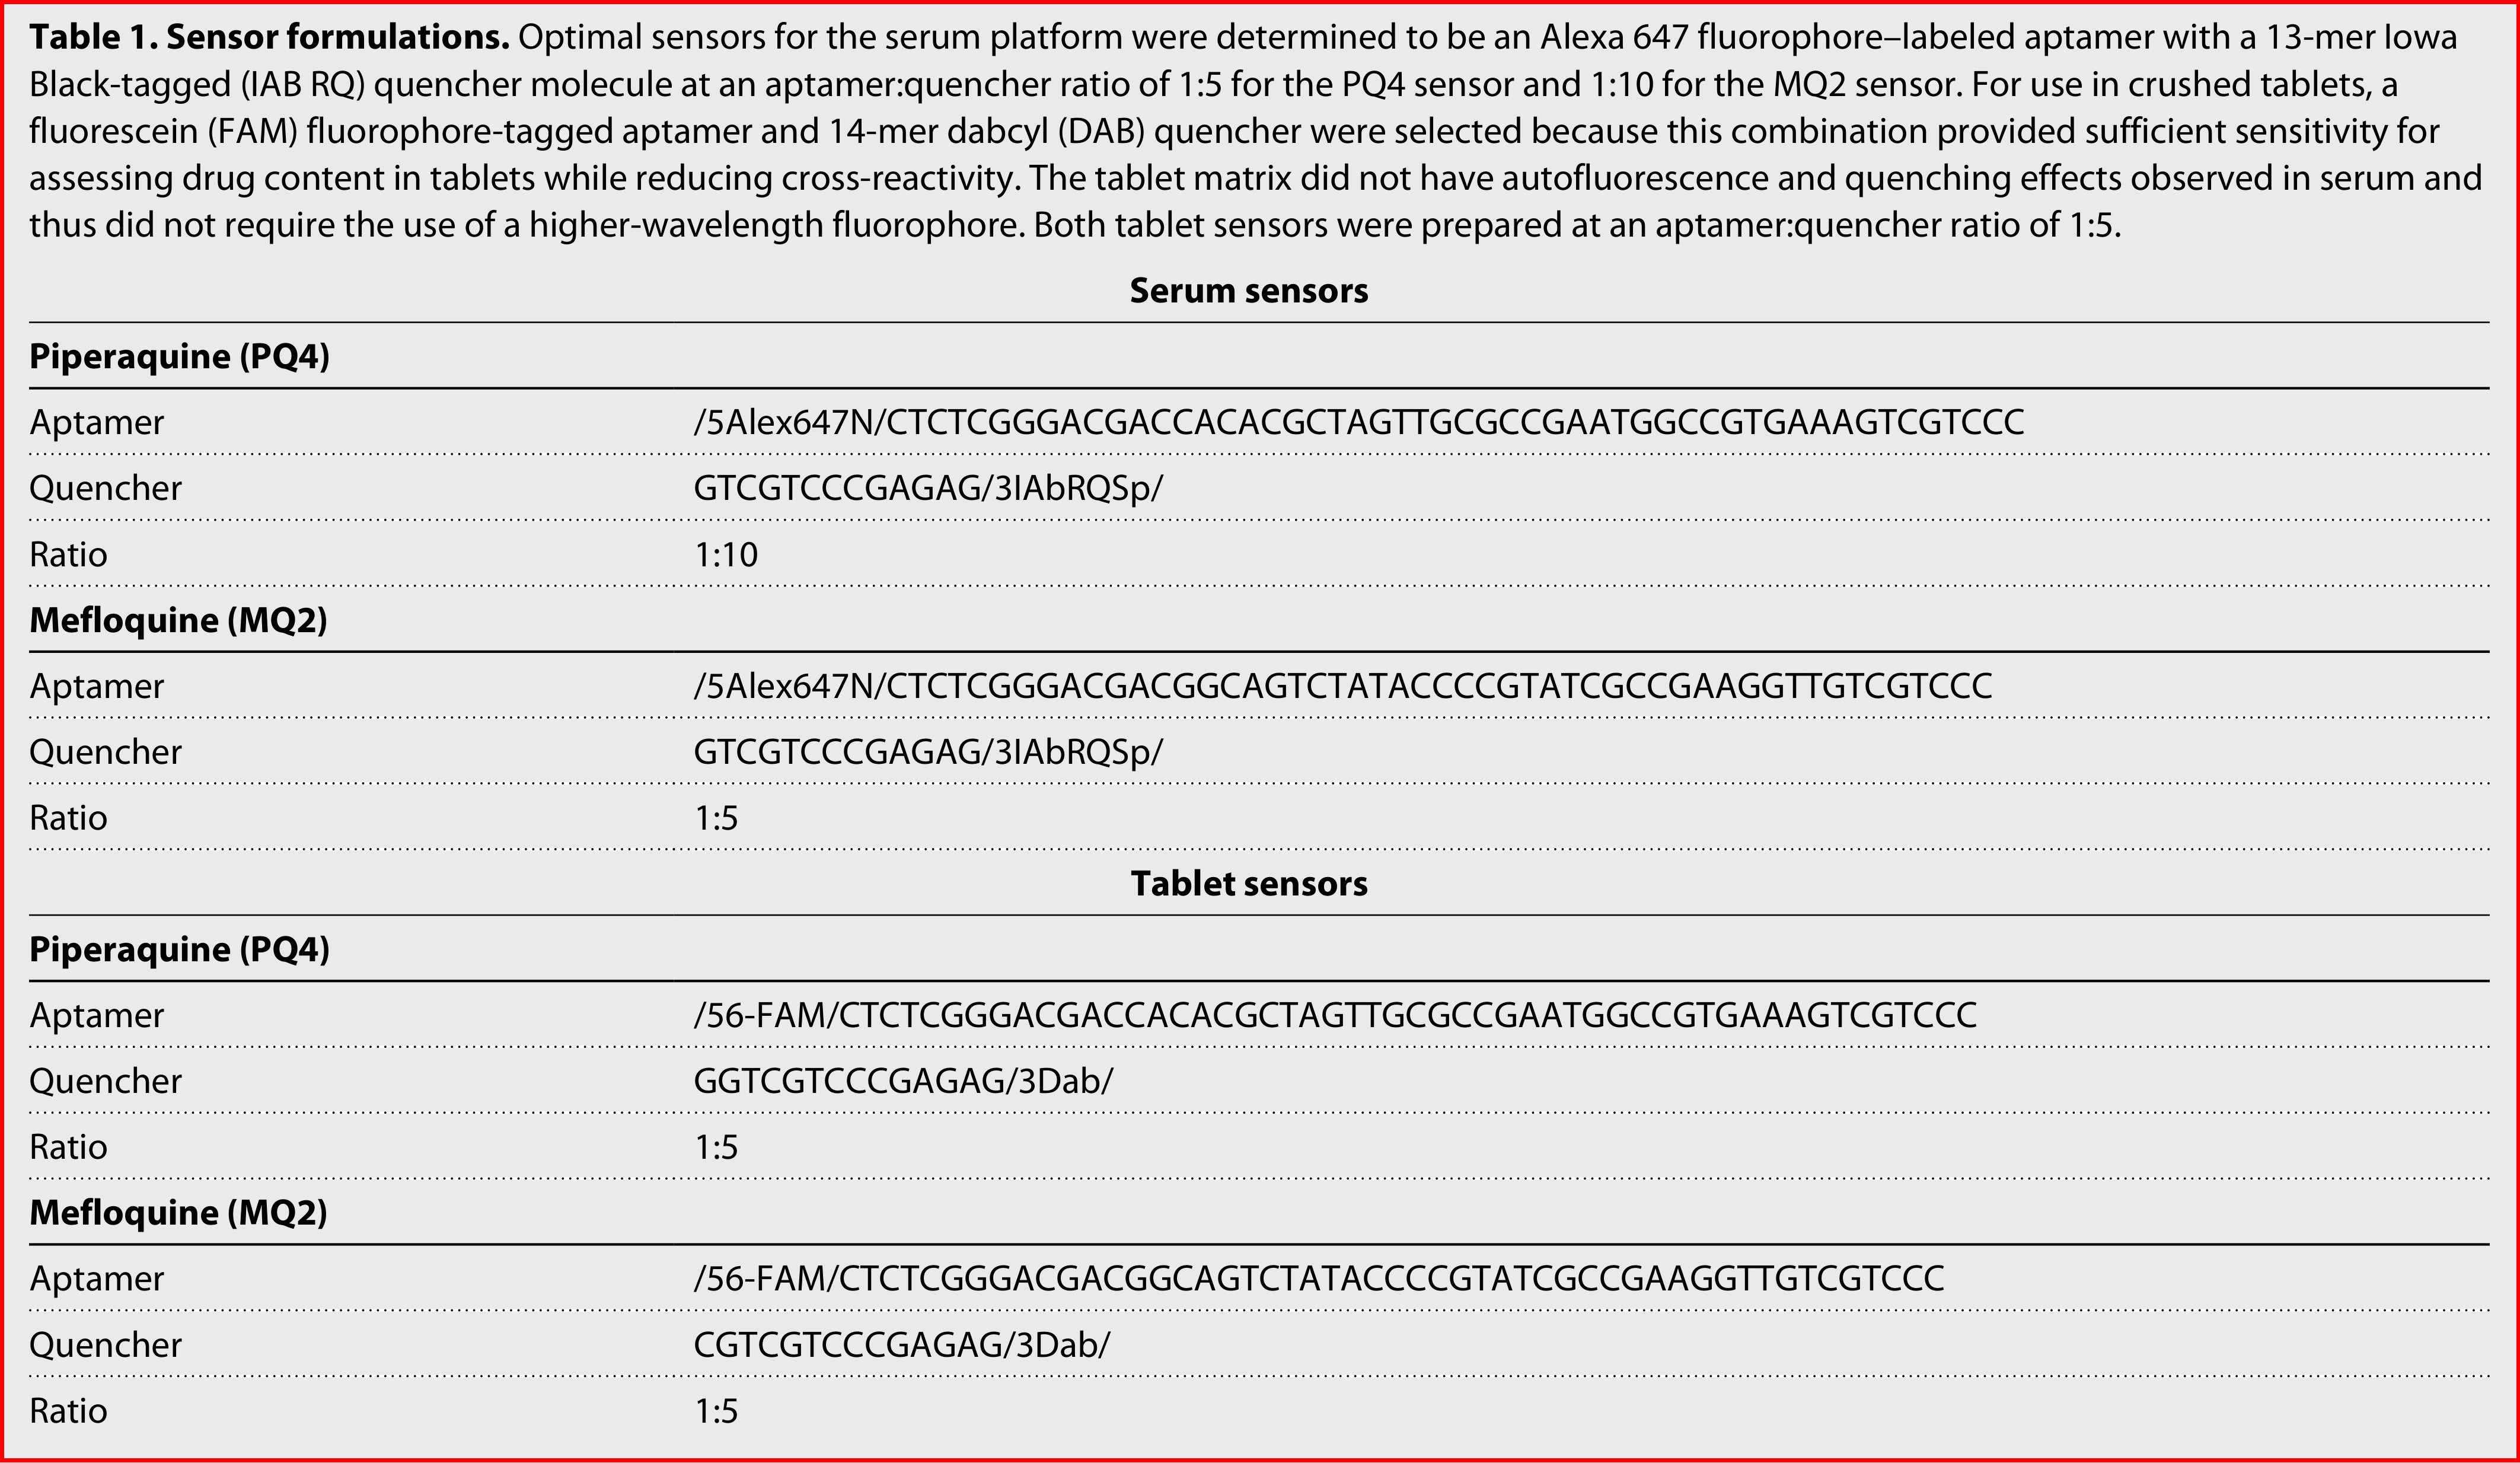 Table 1. Sensor formulations. Optimal sensors for the serum platform were determined to be an Alexa 647 fluorophore–labeled aptamer with a 13-mer Iowa
Black-tagged (IAB RQ) quencher molecule at an aptamer:quencher ratio of 1:5 for the PQ4 sensor and 1:10 for the MQ2 sensor. For use in crushed tablets, a
fluorescein (FAM) fluorophore-tagged aptamer and 14-mer dabcyl (DAB) quencher were selected because this combination provided sufficient sensitivity for
assessing drug content in tablets while reducing cross-reactivity. The tablet matrix did not have autofluorescence and quenching effects observed in serum and
thus did not require the use of a higher-wavelength fluorophore. Both tablet sensors were prepared at an aptamer:quencher ratio of 1:5.
Serum sensors
Piperaquine (PQ4)
Aptamer /5Alex647N/CTCTCGGGACGACCACACGCTAGTTGCGCCGAATGGCCGTGAAAGTCGTCCC
Quencher GTCGTCCCGAGAG/3IAbRQSp/
Ratio 1:10
Mefloquine (MQ2)
Aptamer /5Alex647N/CTCTCGGGACGACGGCAGTCTATACCCCGTATCGCCGAAGGTTGTCGTCCC
Quencher GTCGTCCCGAGAG/3IAbRQSp/
Ratio 1:5
Tablet sensors
Piperaquine (PQ4)
Aptamer /56-FAM/CTCTCGGGACGACCACACGCTAGTTGCGCCGAATGGCCGTGAAAGTCGTCCC
Quencher GGTCGTCCCGAGAG/3Dab/
Ratio 1:5
Mefloquine (MQ2)
Aptamer /56-FAM/CTCTCGGGACGACGGCAGTCTATACCCCGTATCGCCGAAGGTTGTCGTCCC
Quencher CGTCGTCCCGAGAG/3Dab/
Ratio 1:5